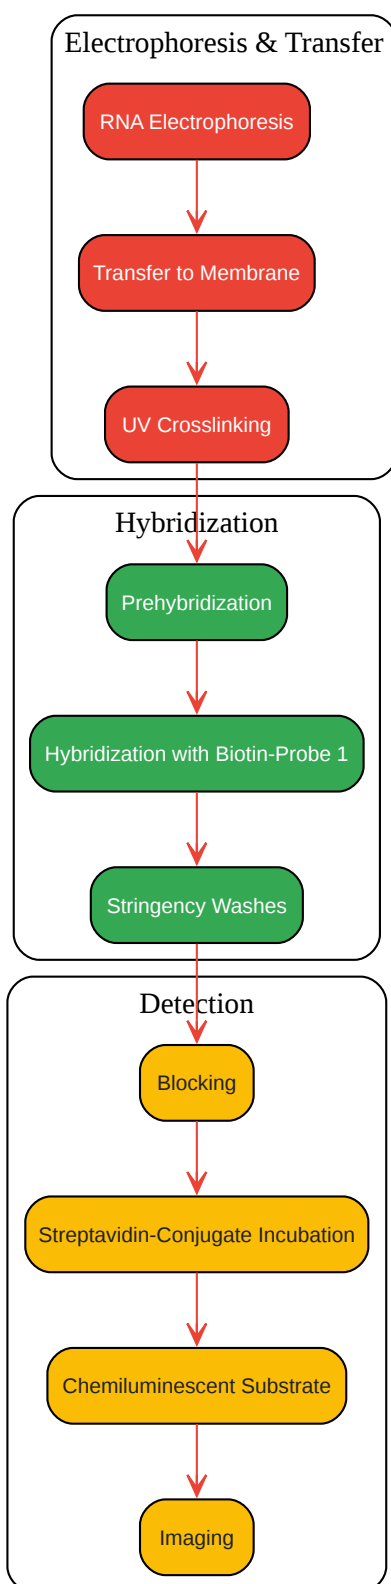 Electrophoresis & Transfer
RNA Electrophoresis
Transfer to Membrane
UV Crosslinking
Hybridization
Prehybridization
Hybridization with Biotin-Probe 1
Stringency Washes
Detection
Blocking
Streptavidin-Conjugate Incubation
Chemiluminescent Substrate
Imaging